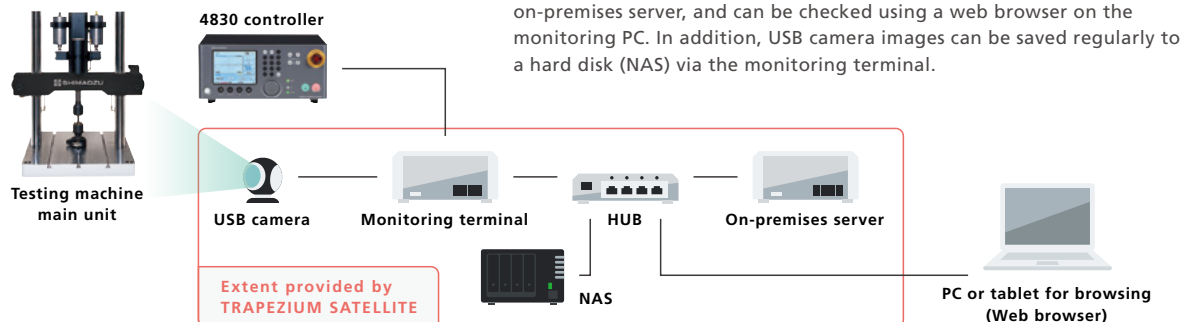 4830 controller
on-premises server, and can be checked using a web browser on the
monitoring PC. In addition, USB camera images can be saved regularly to
a hard disk (NAS) via the monitoring terminal.
SHIMADZU
Testing machine
main unit
USB camera
Monitoring terminal
HUB
On-premises server
Extent provided by
TRAPEZIUM SATELLITE
NAS
PC or tablet for browsing
(Web browser)